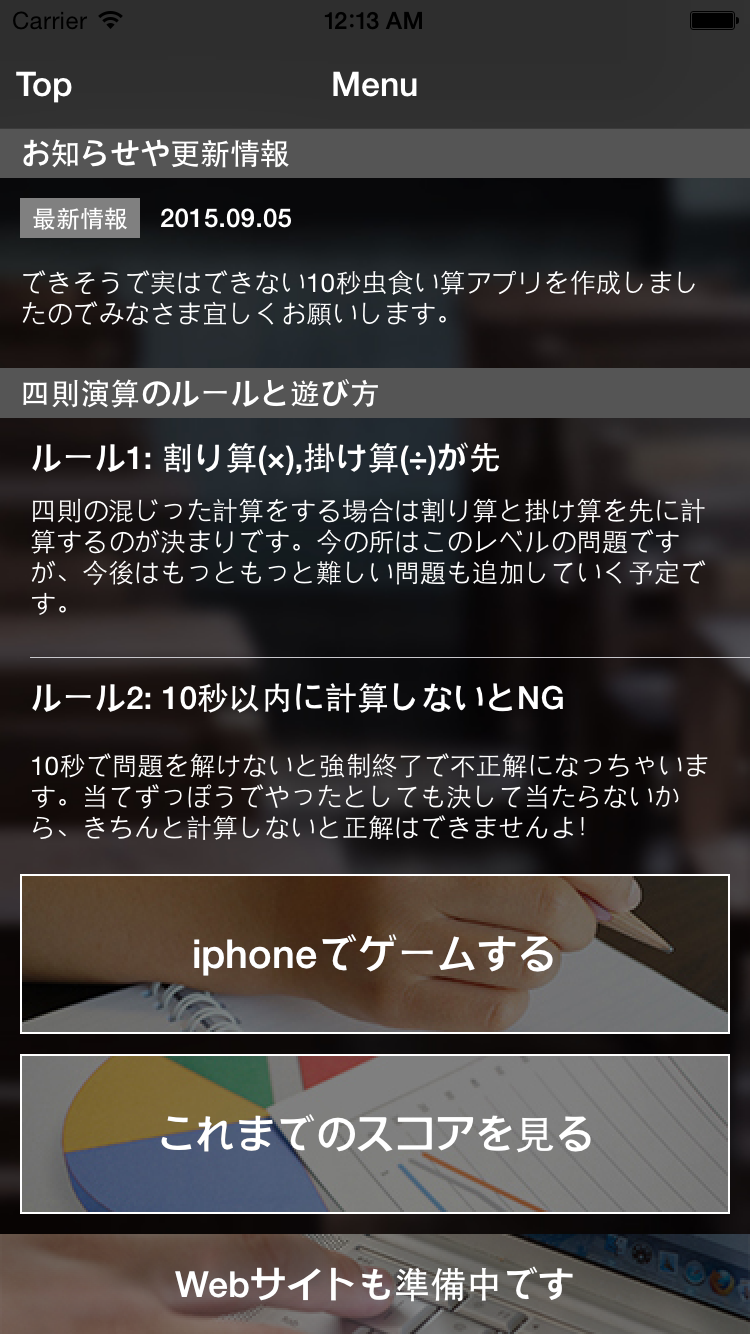 Carrier 12:13 AM
Top Menu
お知らせや更新情報
最新情報 2015.09.05
できそうで実はできない10秒虫食い算アプリを作成しまし
たのでみなさま宜しくお願いします。
四則演算のルールと遊び方
ルール1: 割り算(×),掛け算(÷)が先
四則の混じった計算をする場合は割り算と掛け算を先に計
算するのが決まりです。今の所はこのレベルの問題です
が、今後はもっともっと難しい問題も追加していく予定で
す。
ルール2: 10秒以内に計算しないとNG
10秒で問題を解けないと強制終了で不正解になっちゃいま
す。当てずっぽうでやったとしても決して当たらないか
ら、きちんと計算しないと正解はできませんよ!
iphoneでゲームする
これまでのスコアを見る
Webサイトも準備中です